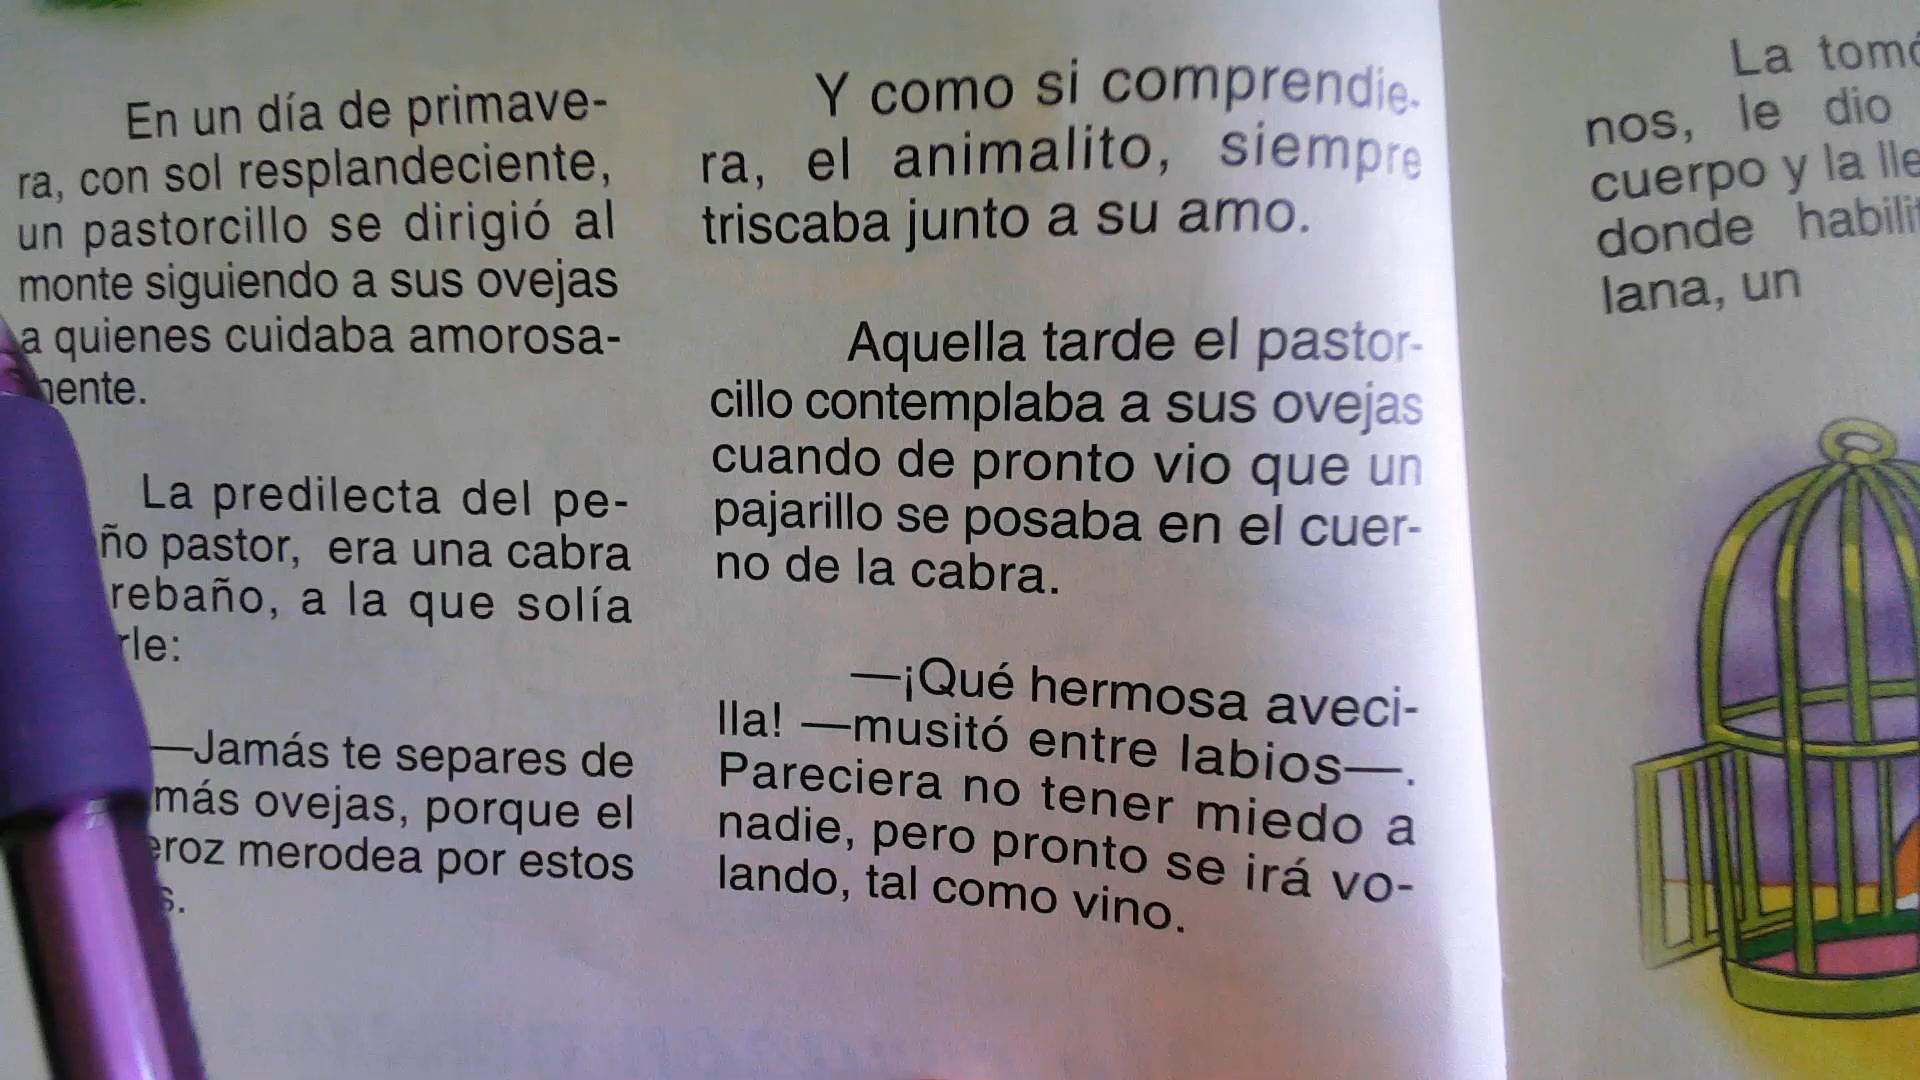 En un día de primave-
ra, con sol resplandeciente,
un pastorcillo se dirigió al
monte siguiendo a sus ovejas
a quienes cuidaba amorosa-
mente.
La predilecta del pe-
ño pastor, era una cabra
rebaño, a la que solía
rle:
—Jamás te separes de
más ovejas, porque el
eroz merodea por estos
s.
Y como si comprendie-
ra, el animalito, siempre
triscaba junto a su amo.
Aquella tarde el pastor-
cillo contemplaba a sus ovejas
cuando de pronto vio que un
pajarillo se posaba en el cuer-
no de la cabra.
—¡Qué hermosa aveci-
lla! —musitó entre labios—.
Pareciera no tener miedo a
nadie, pero pronto se irá vo-
lando, tal como vino.
La tomó
nos, le dio
cuerpo y la lle
donde habilit
lana, un